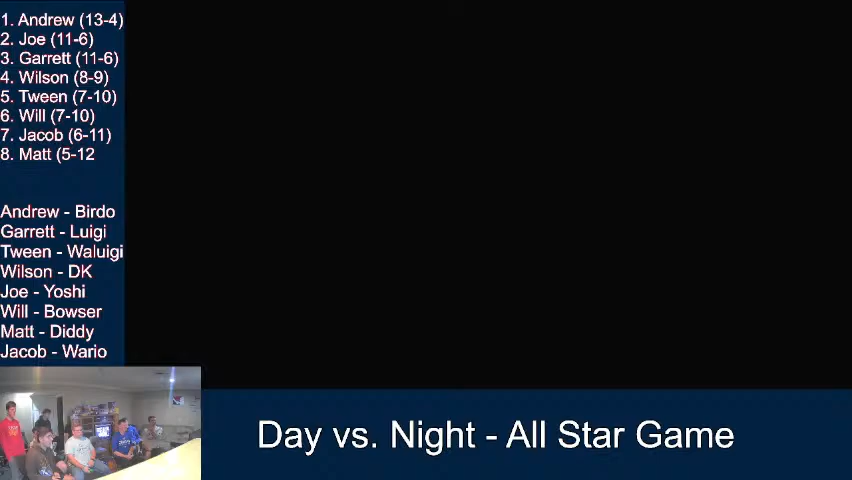 1. Andrew (13-4)
2. Joe (11-6)
3. Garrett (11-6)
4. Wilson (8-9)
5. Tween (7-10)
6. Will (7-10)
7. Jacob (6-11)
8. Matt (5-12
Andrew - Birdo
Garrett - Luigi
Tween - Waluigi
Wilson - DK
Joe - Yoshi
Will - Bowser
Matt - Diddy
Jacob - Wario
Day vs. Night - All Star Game